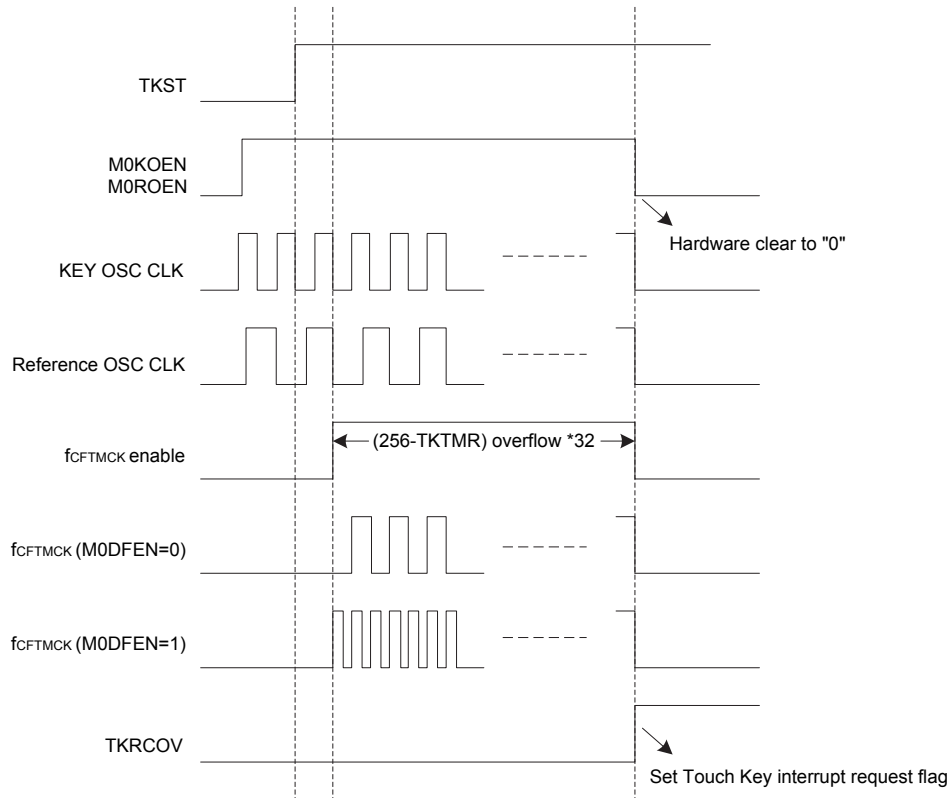 TKST
M0KOEN
M0ROEN
Hardware clear to "0"
KEY OSC CLK
Reference OSC CLK
(256-TKTMR) overflow *32
fCFTMCK enable
fCFTMCK (M0DFEN=0)
fCFTMCK (M0DFEN=1)
TKRCOV
Set Touch Key interrupt request flag